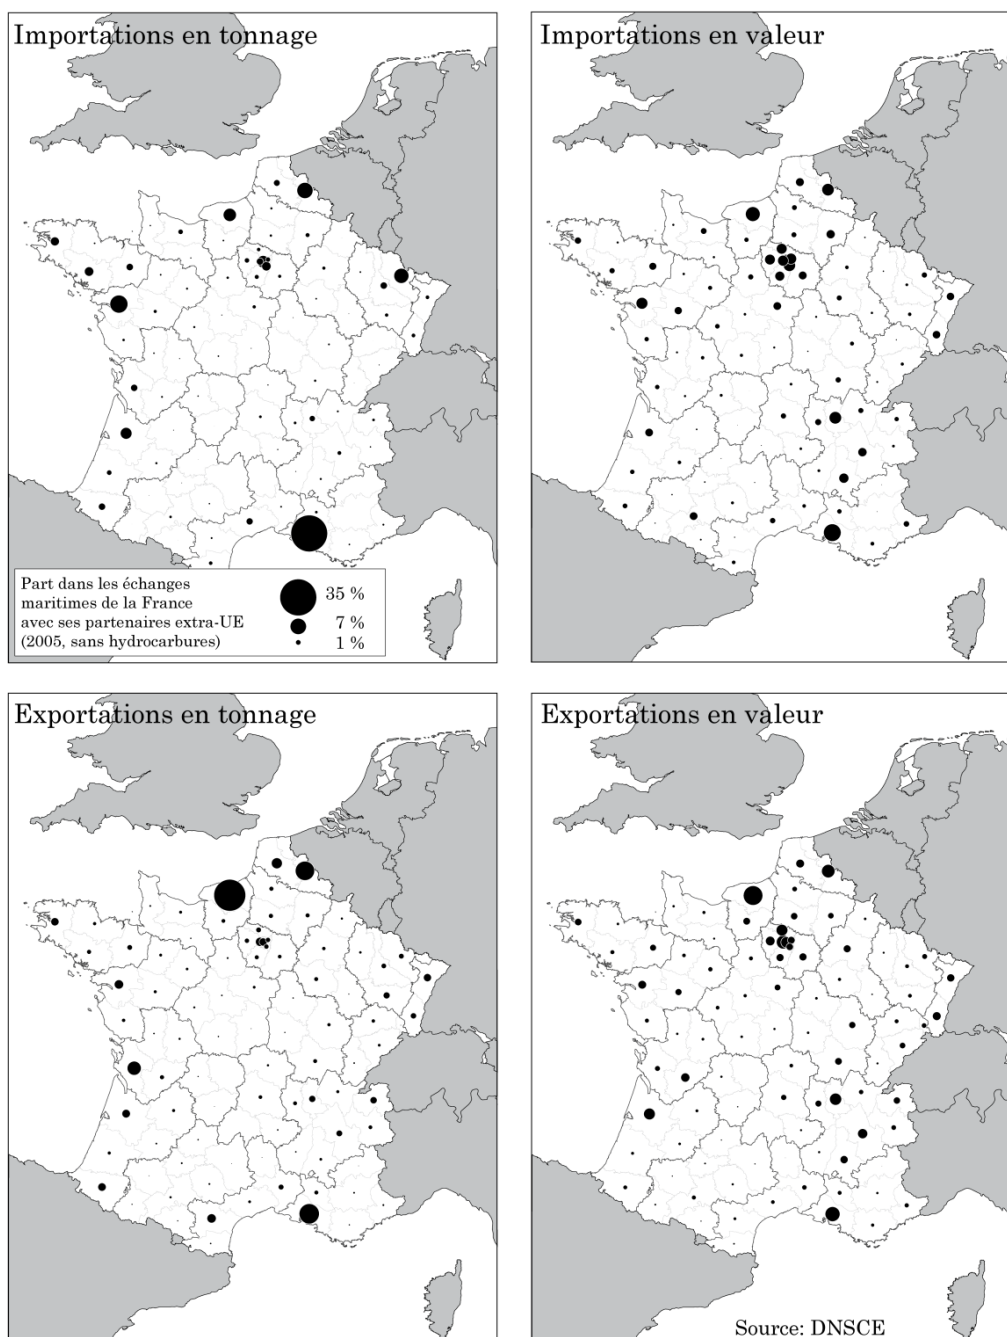 Importations en tonnage
Importations en valeur
Part dans les échanges
maritimes de la France
avec ses partenaires extra-UE
(2005, sans hydrocarbures)
35 %
7 %
1 %
Exportations en tonnage
Exportations en valeur
Source: DNSCE